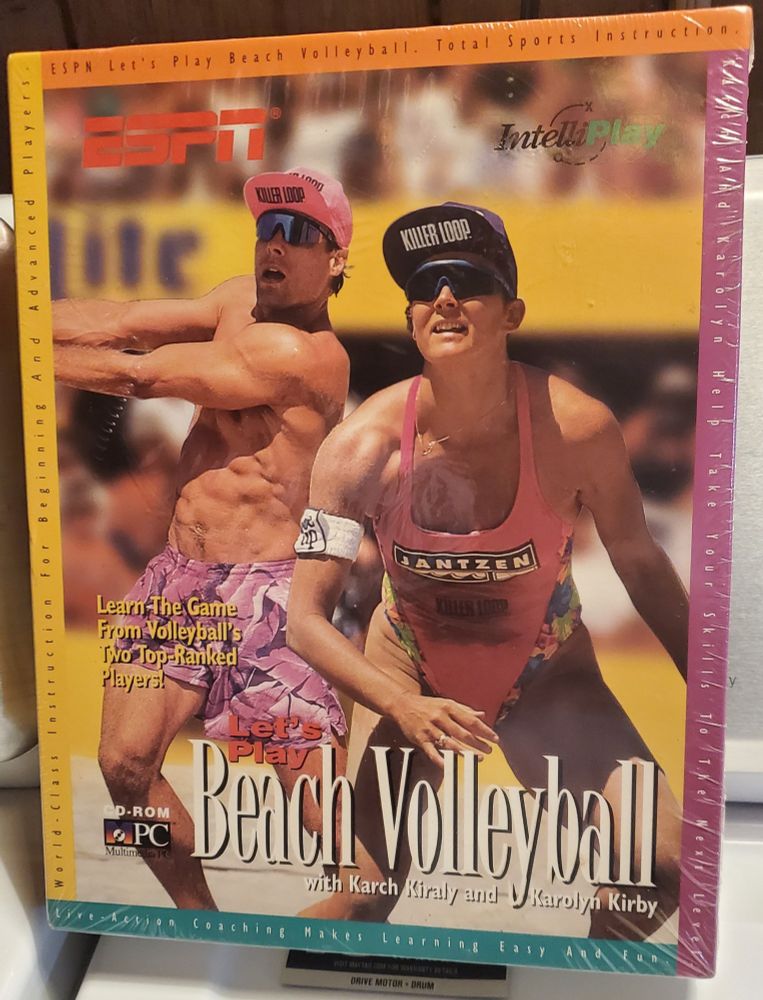 ESPN Let's Play Beach Volleyball. Total Sports Instruction.
World-Class Instruction For Beginning And Advanced Players.
ESPN®
IntelliPlay
KILLER LOOP
KILLER LOOP
Lite
JANTZEN
KILLER LOOP
Learn The Game
From Volleyball's
Two Top-Ranked
Players!
Let's
Play
Beach Volleyball
with Karch Kiraly and Karolyn Kirby
CD-ROM
PC
Multimedia PC
Karch And Karolyn Help Take Your Skills To The Next Level.
Live-Action Coaching Makes Learning Easy And Fun.
DRIVE MOTOR • DRUM